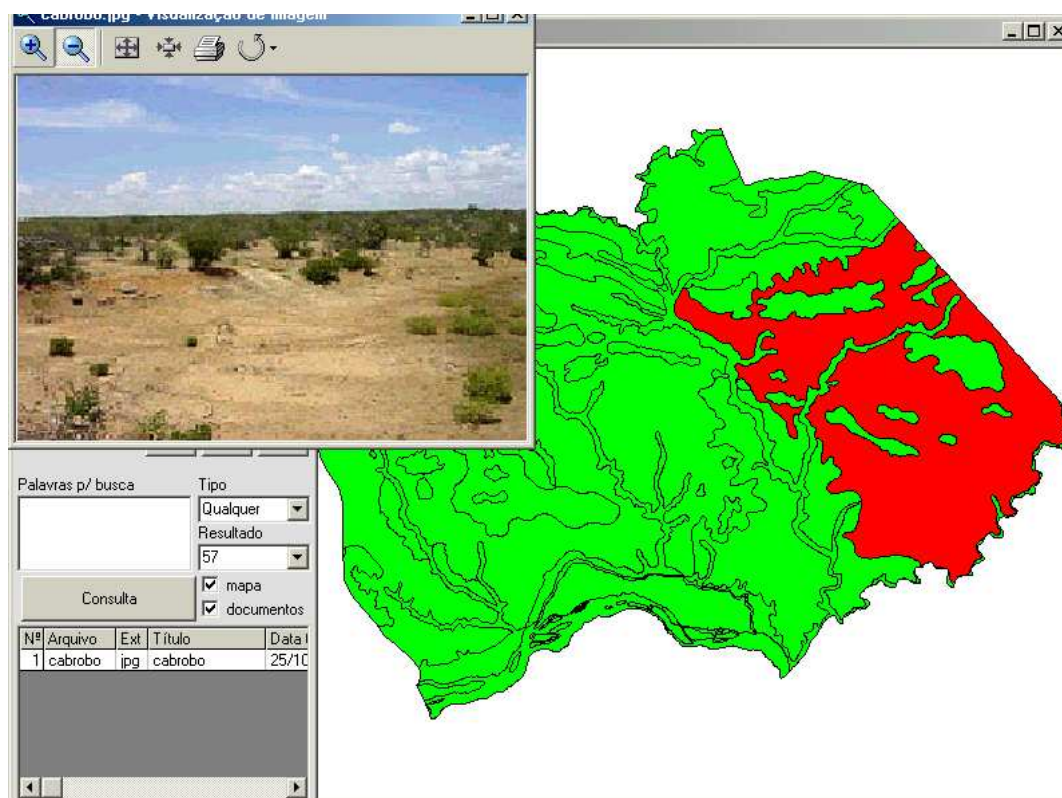 cabrobo.jpg - Visualização de imagem
Palavras p/ busca
Tipo
Qualquer
Resultado
57
Consulta
mapa
documentos
Nº Arquivo Ext Título Data
1 cabrobo jpg cabrobo 25/10